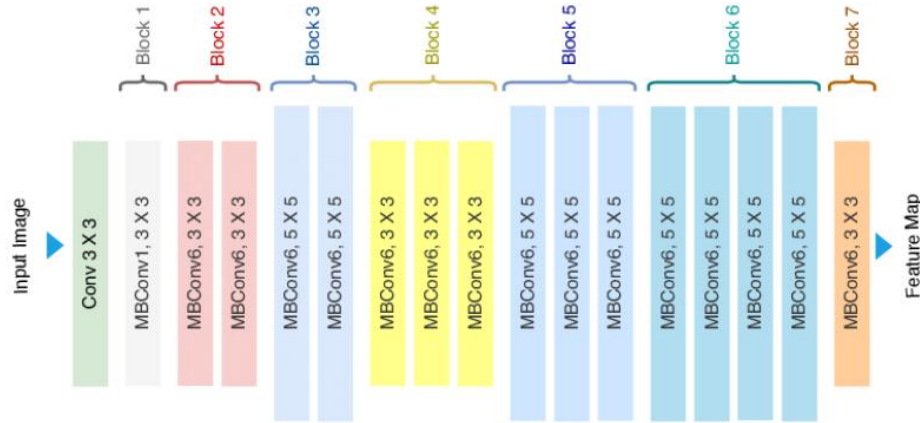 Block 1
Block 2
Block 3
Block 4
Block 5
Block 6
Block 7
Input Image
Conv 3 X 3
MBConv1, 3 X 3
MBConv6, 3 X 3
MBConv6, 3 X 3
MBConv6, 5 X 5
MBConv6, 5 X 5
MBConv6, 3 X 3
MBConv6, 3 X 3
MBConv6, 3 X 3
MBConv6, 5 X 5
MBConv6, 5 X 5
MBConv6, 5 X 5
MBConv6, 5 X 5
MBConv6, 5 X 5
MBConv6, 5 X 5
MBConv6, 5 X 5
MBConv6, 3 X 3
Feature Map